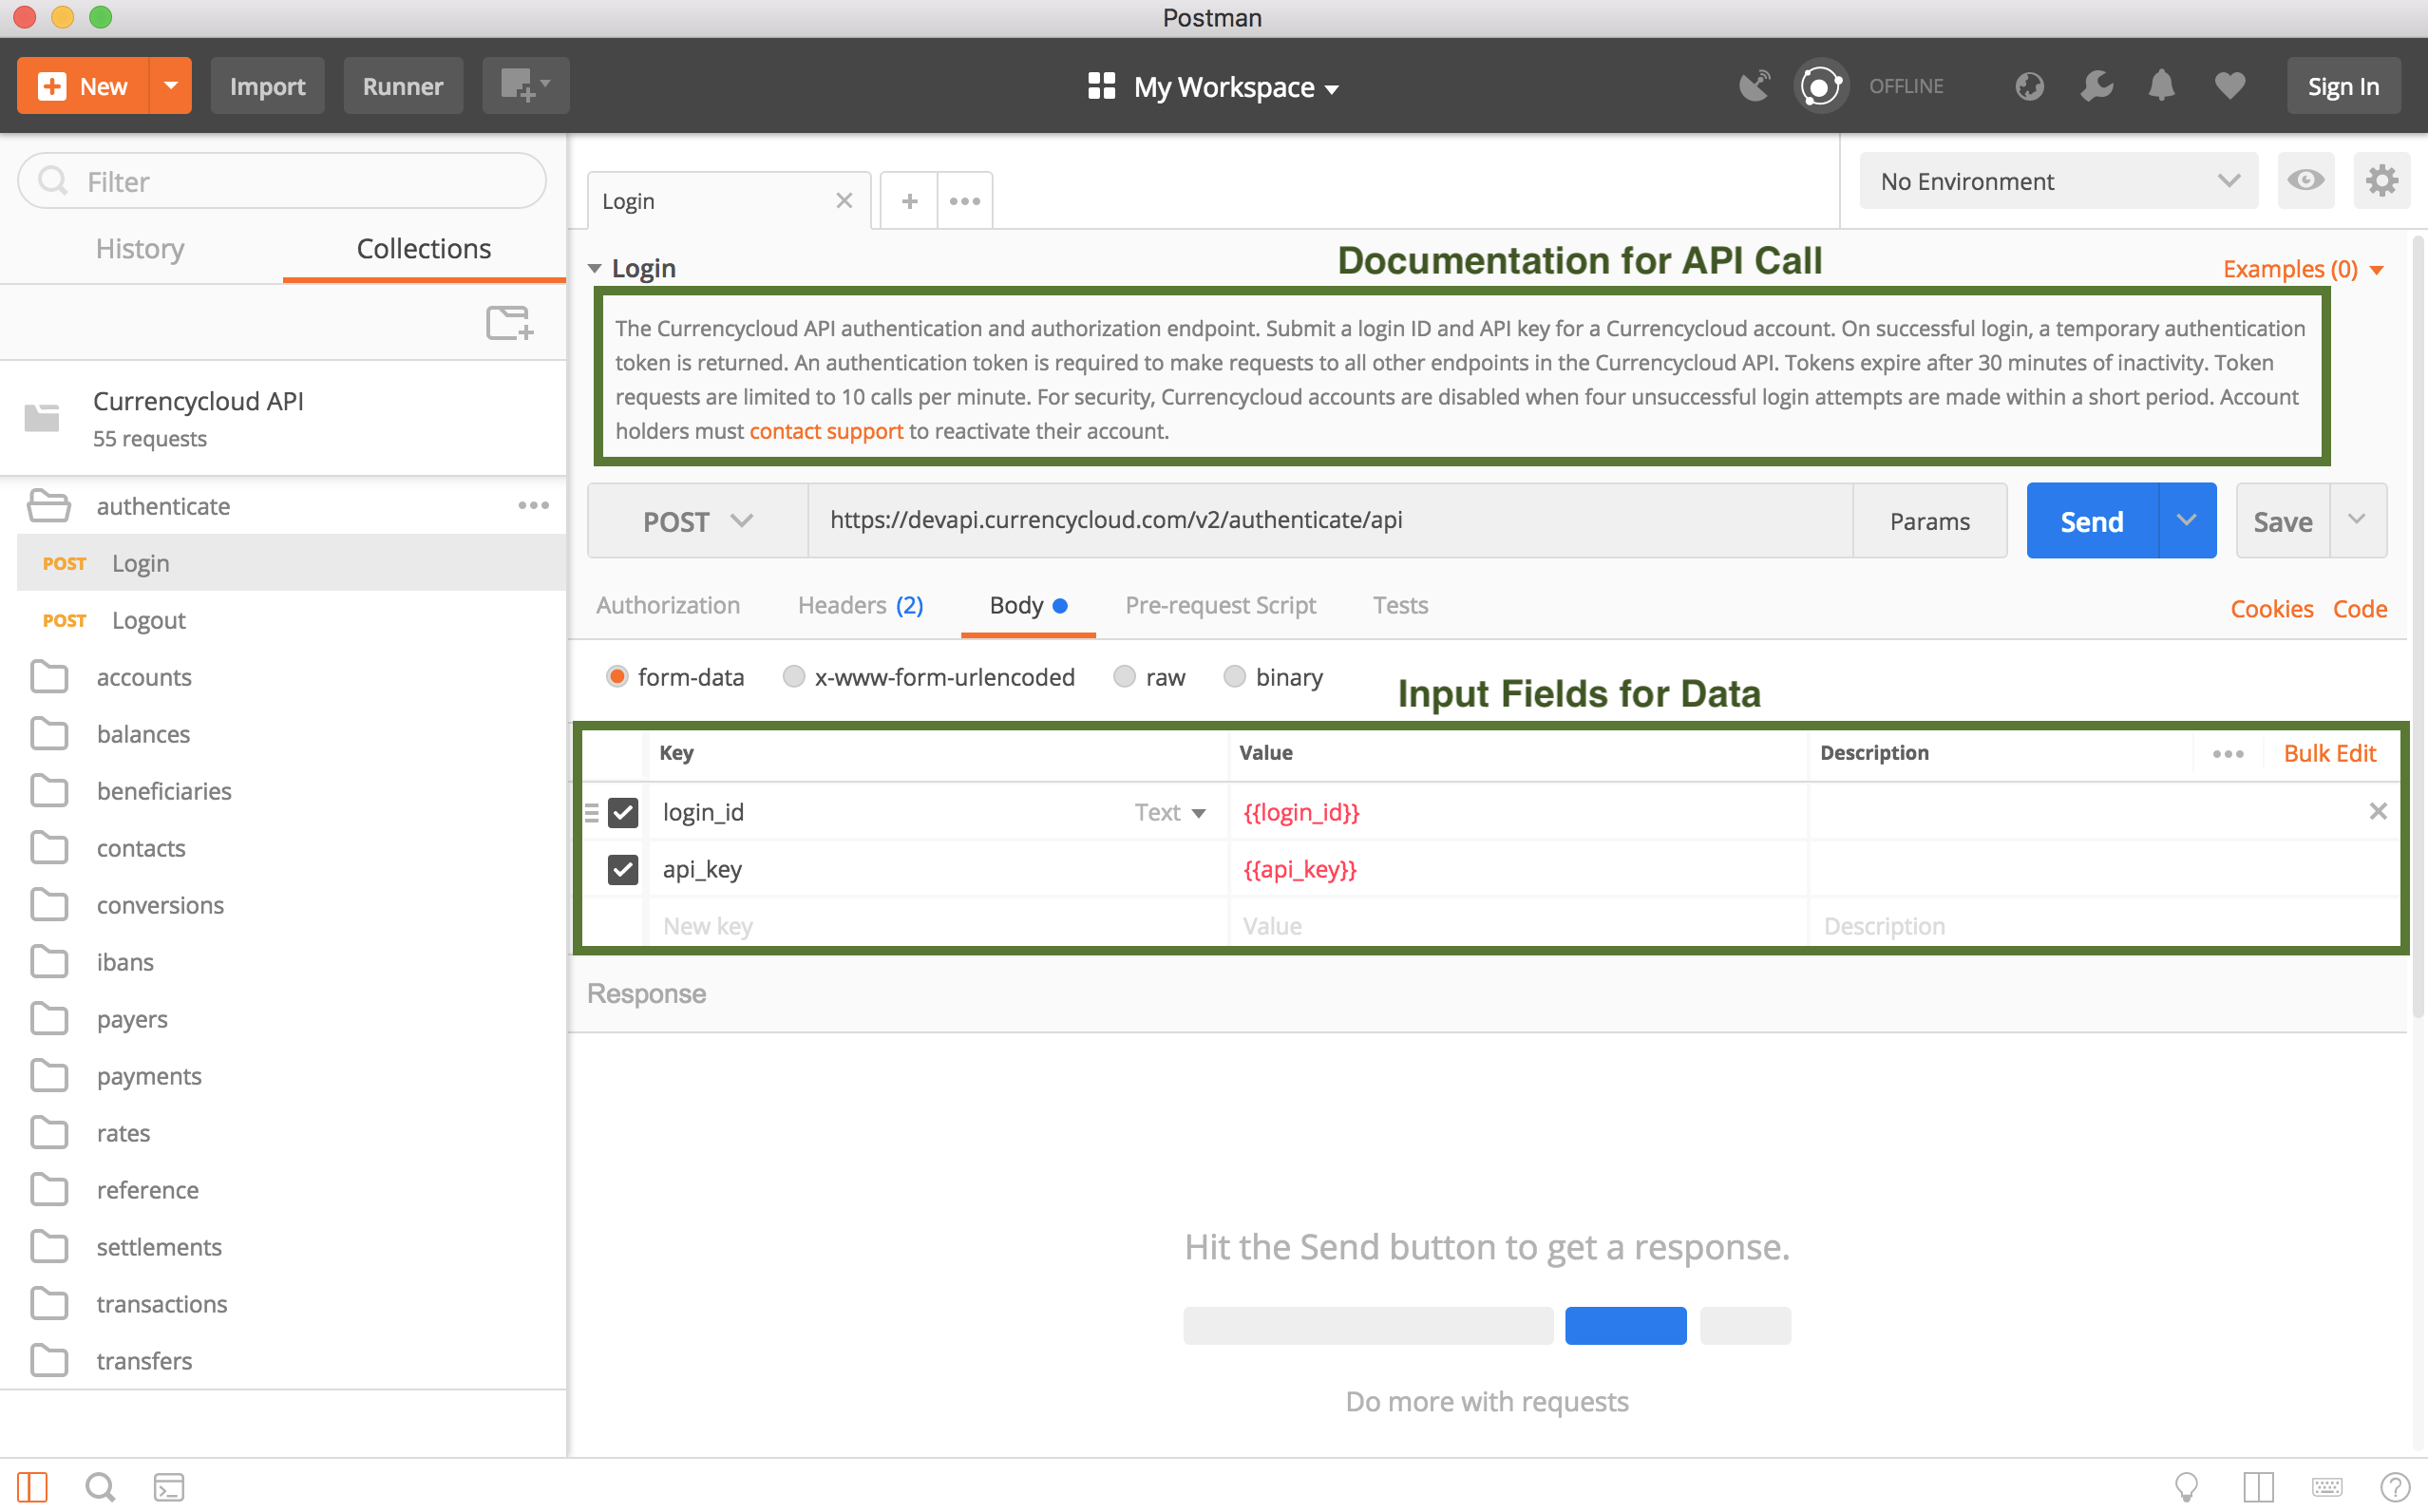 Postman
New
Import
Runner
My Workspace
OFFLINE
Sign In
Filter
History
Collections
Currencycloud API
55 requests
authenticate
POST Login
POST Logout
accounts
balances
beneficiaries
contacts
conversions
ibans
payers
payments
rates
reference
settlements
transactions
transfers
Login
No Environment
Login
Documentation for API Call
Examples (0)
The Currencycloud API authentication and authorization endpoint. Submit a login ID and API key for a Currencycloud account. On successful login, a temporary authentication
token is returned. An authentication token is required to make requests to all other endpoints in the Currencycloud API. Tokens expire after 30 minutes of inactivity. Token
requests are limited to 10 calls per minute. For security, Currencycloud accounts are disabled when four unsuccessful login attempts are made within a short period. Account
holders must contact support to reactivate their account.
POST https://devapi.currencycloud.com/v2/authenticate/api Params Send Save
Authorization Headers (2) Body Pre-request Script Tests Cookies Code
form-data x-www-form-urlencoded raw binary
Input Fields for Data
Key Value Description Bulk Edit
login_id Text {{login_id}}
api_key {{api_key}}
New key Value Description
Response
Hit the Send button to get a response.
Do more with requests